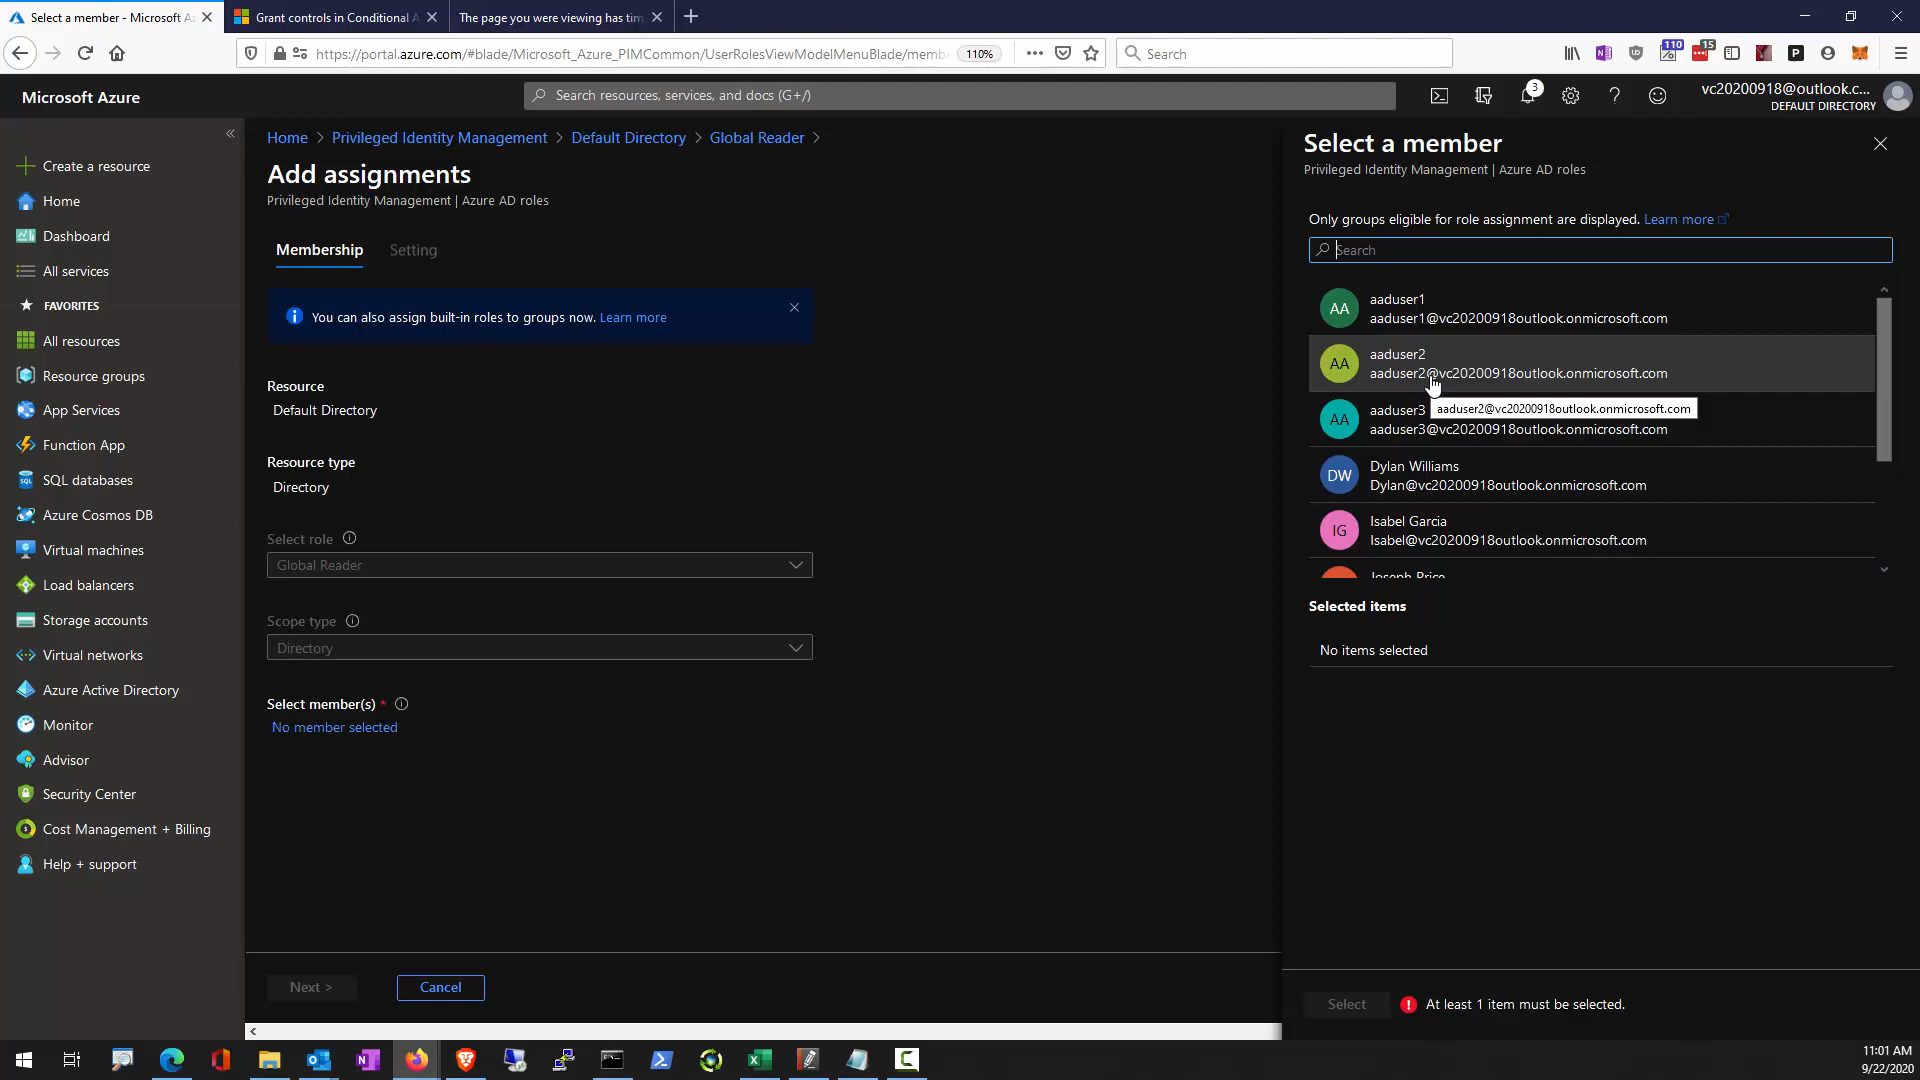 Select a member - Microsoft Az
Grant controls in Conditional A
The page you were viewing has tim
https://portal.azure.com/#blade/Microsoft_Azure_PIMCommon/UserRolesViewModelMenuBlade/memb
110%
Search
110
15
Microsoft Azure
Search resources, services, and docs (G+/)
3
vc20200918@outlook.c...
DEFAULT DIRECTORY
Create a resource
Home
Dashboard
All services
FAVORITES
All resources
Resource groups
App Services
Function App
SQL databases
Azure Cosmos DB
Virtual machines
Load balancers
Storage accounts
Virtual networks
Azure Active Directory
Monitor
Advisor
Security Center
Cost Management + Billing
Help + support
Home > Privileged Identity Management > Default Directory > Global Reader >
Add assignments
Privileged Identity Management | Azure AD roles
Membership
Setting
You can also assign built-in roles to groups now. Learn more
Resource
Default Directory
Resource type
Directory
Select role
Global Reader
Scope type
Directory
Select member(s) *
No member selected
Next >
Cancel
Select a member
Privileged Identity Management | Azure AD roles
Only groups eligible for role assignment are displayed. Learn more
Search
AA
aaduser1
aaduser1@vc20200918outlook.onmicrosoft.com
AA
aaduser2
aaduser2@vc20200918outlook.onmicrosoft.com
aaduser2@vc20200918outlook.onmicrosoft.com
AA
aaduser3
aaduser3@vc20200918outlook.onmicrosoft.com
DW
Dylan Williams
Dylan@vc20200918outlook.onmicrosoft.com
IG
Isabel Garcia
Isabel@vc20200918outlook.onmicrosoft.com
Joseph Price
Selected items
No items selected
Select
At least 1 item must be selected.
11:01 AM
9/22/2020